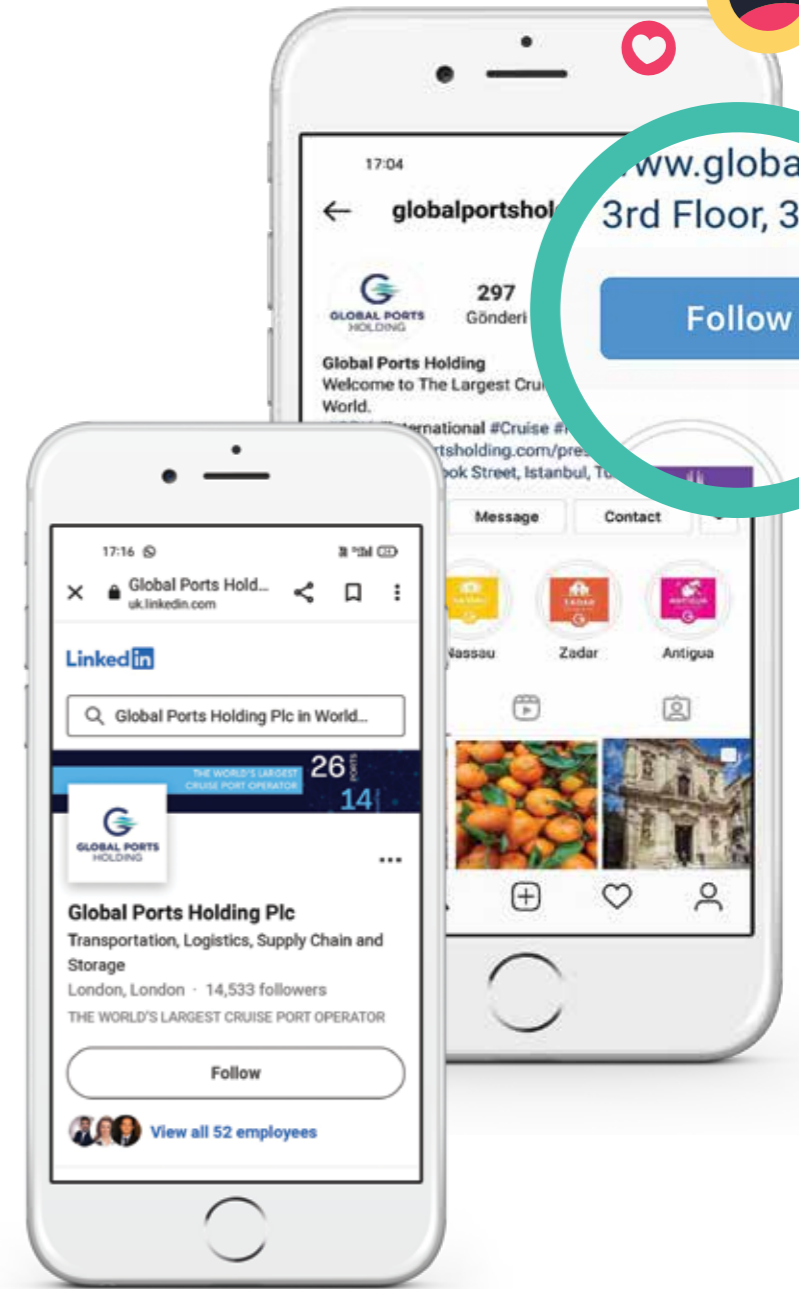 17:04
globalportshol
GLOBAL PORTS
HOLDING
297
Gönderi
Global Ports Holding
Welcome to The Largest Cru
World.
ernational #Cruise #
rtsholding.com/pre
ook Street, Istanbul, Tu
ww.globa
3rd Floor, 3
Follow
Message
Contact
Nassau
Zadar
Antigua
17:16
Global Ports Hold...
uk.linkedin.com
Linked in
Global Ports Holding Plc in World...
THE WORLD'S LARGEST
CRUISE PORT OPERATOR
26
PORTS
14
GLOBAL PORTS
HOLDING
Global Ports Holding Plc
Transportation, Logistics, Supply Chain and
Storage
London, London · 14,533 followers
THE WORLD'S LARGEST CRUISE PORT OPERATOR
Follow
View all 52 employees